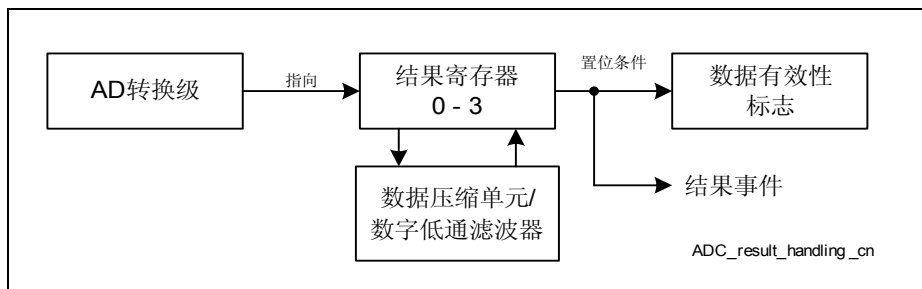 AD转换级
指向
结果寄存器
0 - 3
置位条件
数据有效性
标志
数据压缩单元/
数字低通滤波器
结果事件
ADC_result_handling_cn